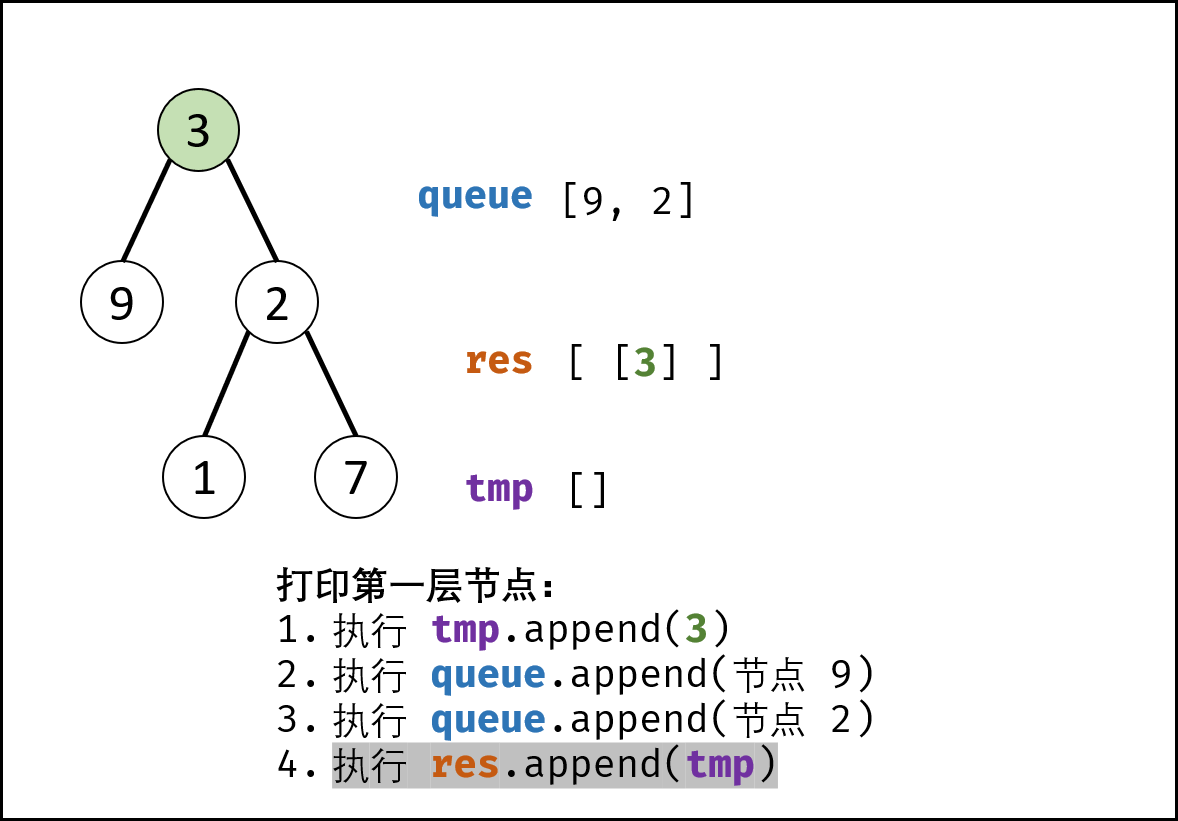 3
queue [9, 2]
9
2
res [ [3] ]
1
7
tmp []
打印第一层节点：
1. 执行 tmp.append(3)
2. 执行 queue.append(节点 9)
3. 执行 queue.append(节点 2)
4. 执行 res.append(tmp)